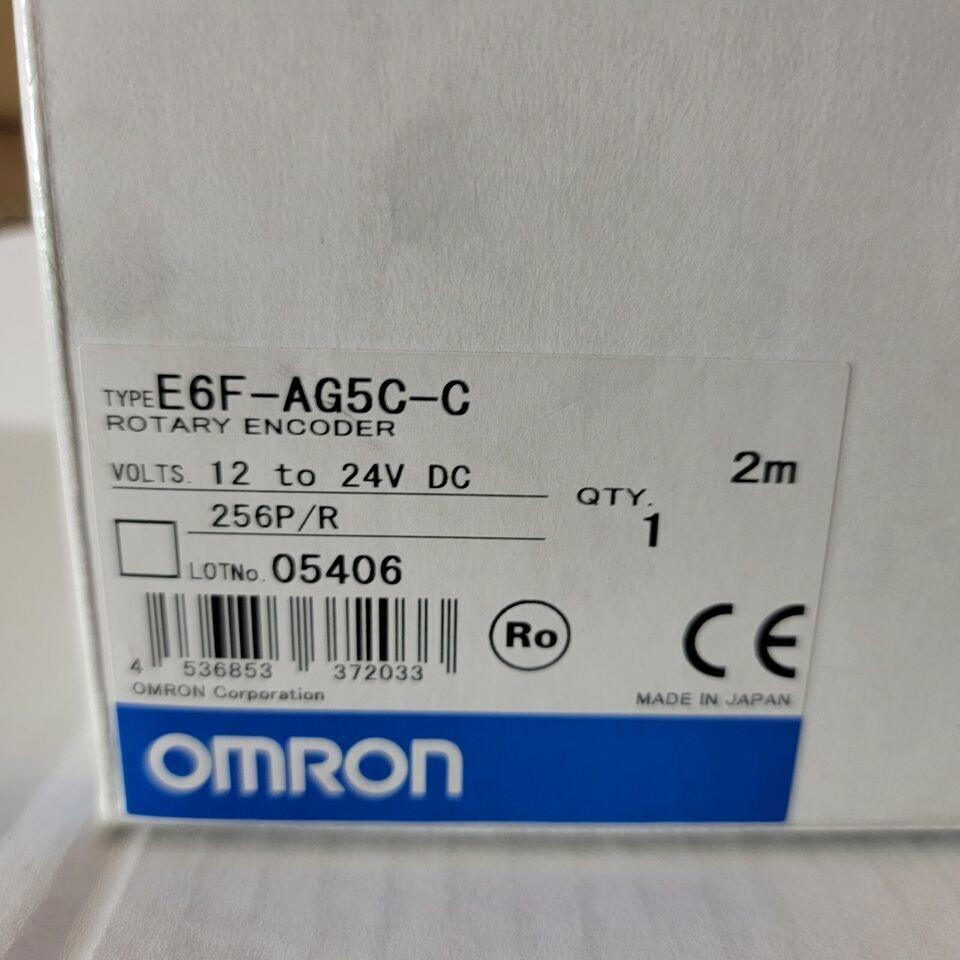 TYPE E6F-AG5C-C
ROTARY ENCODER
VOLTS. 12 to 24V DC
2m
256P/R
QTY. 1
LOTNo. 05406
4 536853 372033
Ro
CE
OMRON Corporation
MADE IN JAPAN
OMRON